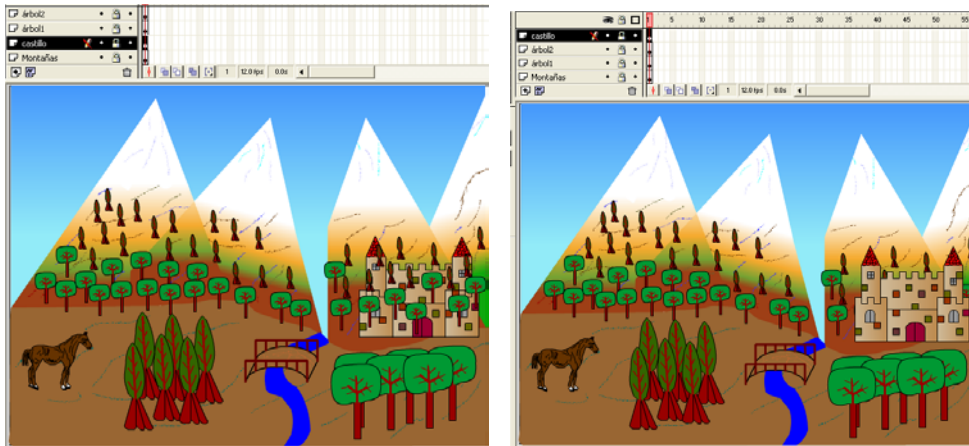 árbol2
árbol1
castillo
Montañas
1 12.0 fps 0.0s
1 5 10 15 20 25 30 35 40 45 50 55
castillo
árbol2
árbol1
Montañas
1 12.0 fps 0.0s